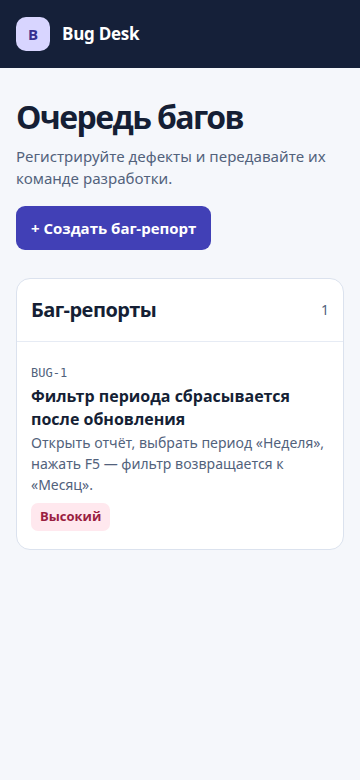 B
Bug Desk
Очередь багов
Регистрируйте дефекты и передавайте их
команде разработки.
+ Создать баг-репорт
Баг-репорты
1
BUG-1
Фильтр периода сбрасывается
после обновления
Открыть отчёт, выбрать период «Неделя»,
нажать F5 — фильтр возвращается к
«Месяц».
Высокий